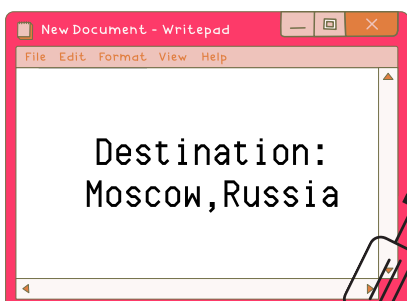 New Document - Writepad
File Edit Format View Help
Destination:
Moscow,Russia